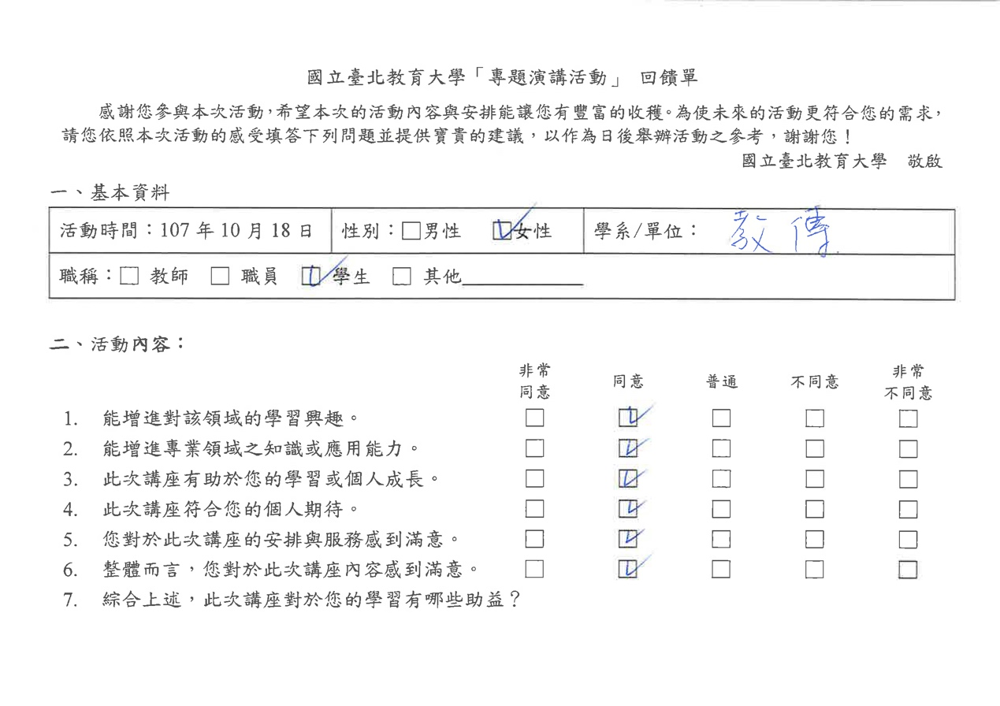 國立臺北教育大學「專題演講活動」 回饋單
感謝您參與本次活動,希望本次的活動內容與安排能讓您有豐富的收穫。為使未來的活動更符合您的需求,
請您依照本次活動的感受填答下列問題並提供寶貴的建議,以作為日後舉辦活動之參考,謝謝您!
國立臺北教育大學 敬啟
一、基本資料
活動時間:107 年 10 月 18 日 性別:□男性 ☑女性 學系/單位: 教傳
職稱:□ 教師 □ 職員 ☑ 學生 □ 其他__________
二、活動內容:
非常同意 同意 普通 不同意 非常不同意
1. 能增進對該領域的學習興趣。 □ ☑ □ □ □
2. 能增進專業領域之知識或應用能力。 □ ☑ □ □ □
3. 此次講座有助於您的學習或個人成長。 □ ☑ □ □ □
4. 此次講座符合您的個人期待。 □ ☑ □ □ □
5. 您對於此次講座的安排與服務感到滿意。 □ ☑ □ □ □
6. 整體而言,您對於此次講座內容感到滿意。 □ ☑ □ □ □
7. 綜合上述,此次講座對於您的學習有哪些助益?